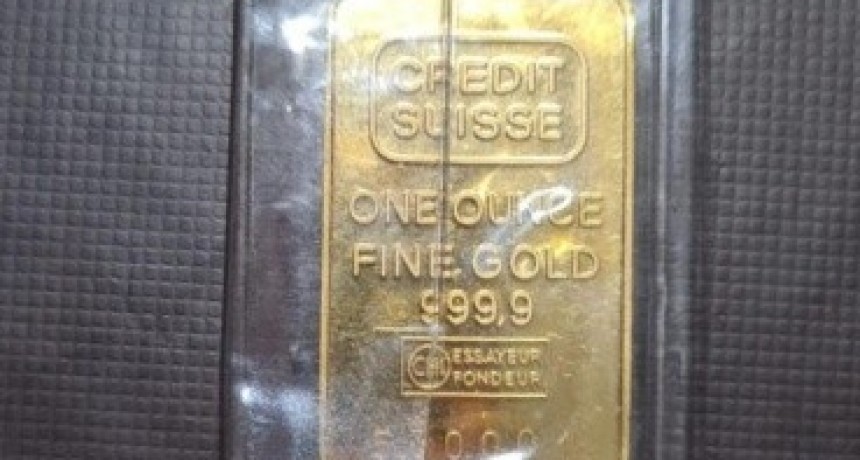 CREDIT
SUISSE
ONE OUNCE
FINE GOLD
999,9
ESSAYEUR
FONDEUR